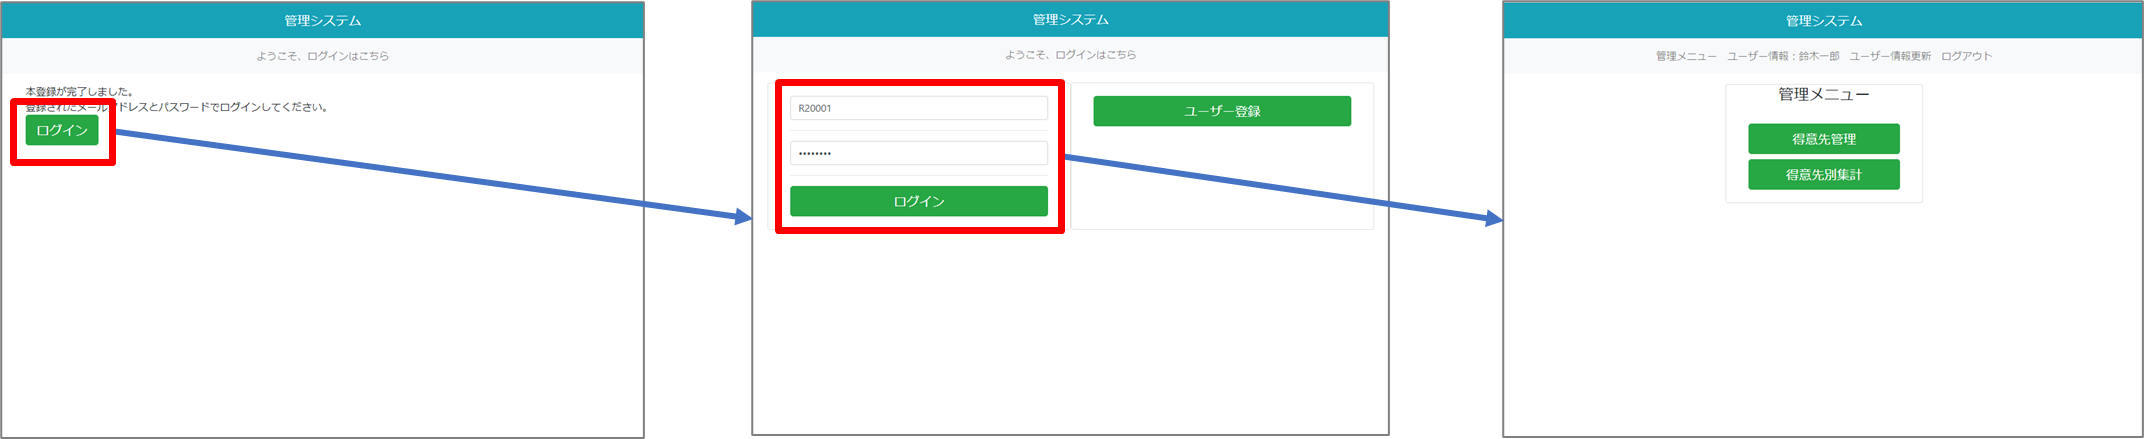 管理システム
ようこそ、ログインはこちら
本登録が完了しました。
登録されたメールアドレスとパスワードでログインしてください。
ログイン
管理システム
ようこそ、ログインはこちら
R20001
••••••••
ログイン
ユーザー登録
管理システム
管理メニュー ユーザー情報：鈴木一郎 ユーザー情報更新 ログアウト
管理メニュー
得意先管理
得意先別集計